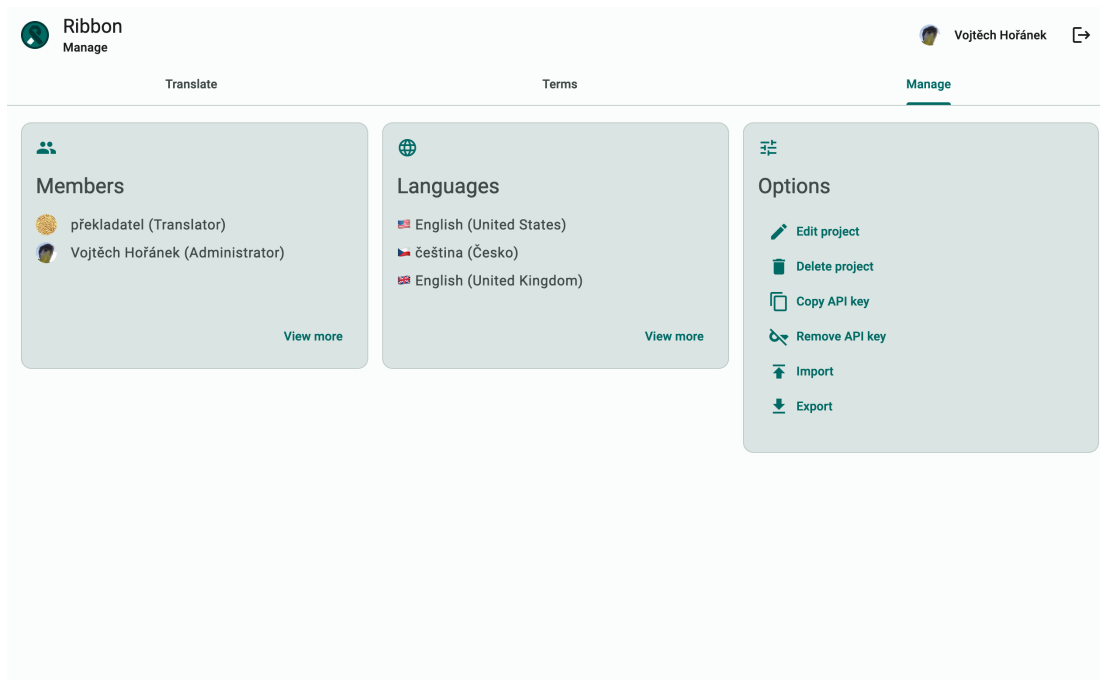 Ribbon
Manage
Vojtěch Hořánek
Translate
Terms
Manage
Members
překladatel (Translator)
Vojtěch Hořánek (Administrator)
View more
Languages
English (United States)
čeština (Česko)
English (United Kingdom)
View more
Options
Edit project
Delete project
Copy API key
Remove API key
Import
Export